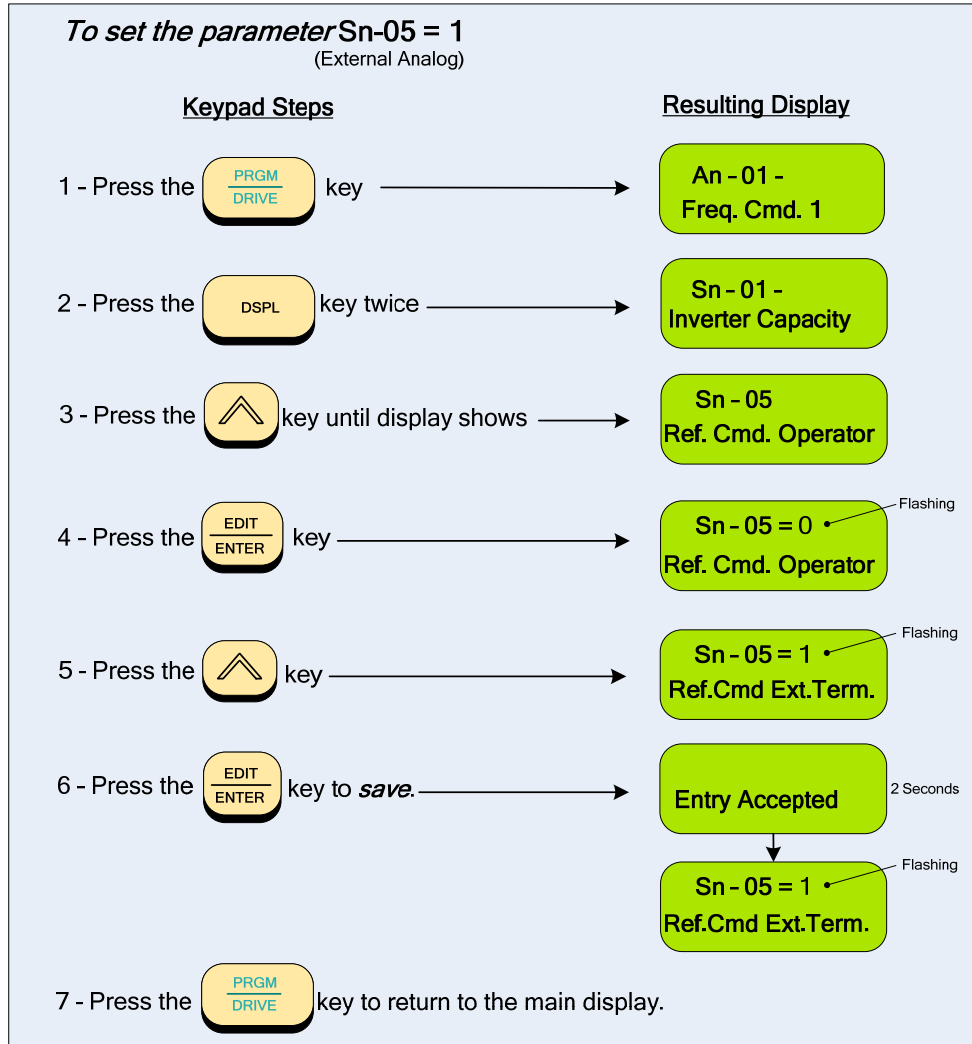 To set the parameter Sn-05 = 1
(External Analog)
Keypad Steps
Resulting Display
1 - Press the PRGM DRIVE key
An - 01 -
Freq. Cmd. 1
2 - Press the DSPL key twice
Sn - 01 -
Inverter Capacity
3 - Press the key until display shows
Sn - 05
Ref. Cmd. Operator
4 - Press the EDIT ENTER key
Sn - 05 = 0
Ref. Cmd. Operator
Flashing
5 - Press the key
Sn - 05 = 1
Ref.Cmd Ext.Term.
Flashing
6 - Press the EDIT ENTER key to save.
Entry Accepted
2 Seconds
Sn - 05 = 1
Ref.Cmd Ext.Term.
Flashing
7 - Press the PRGM DRIVE key to return to the main display.